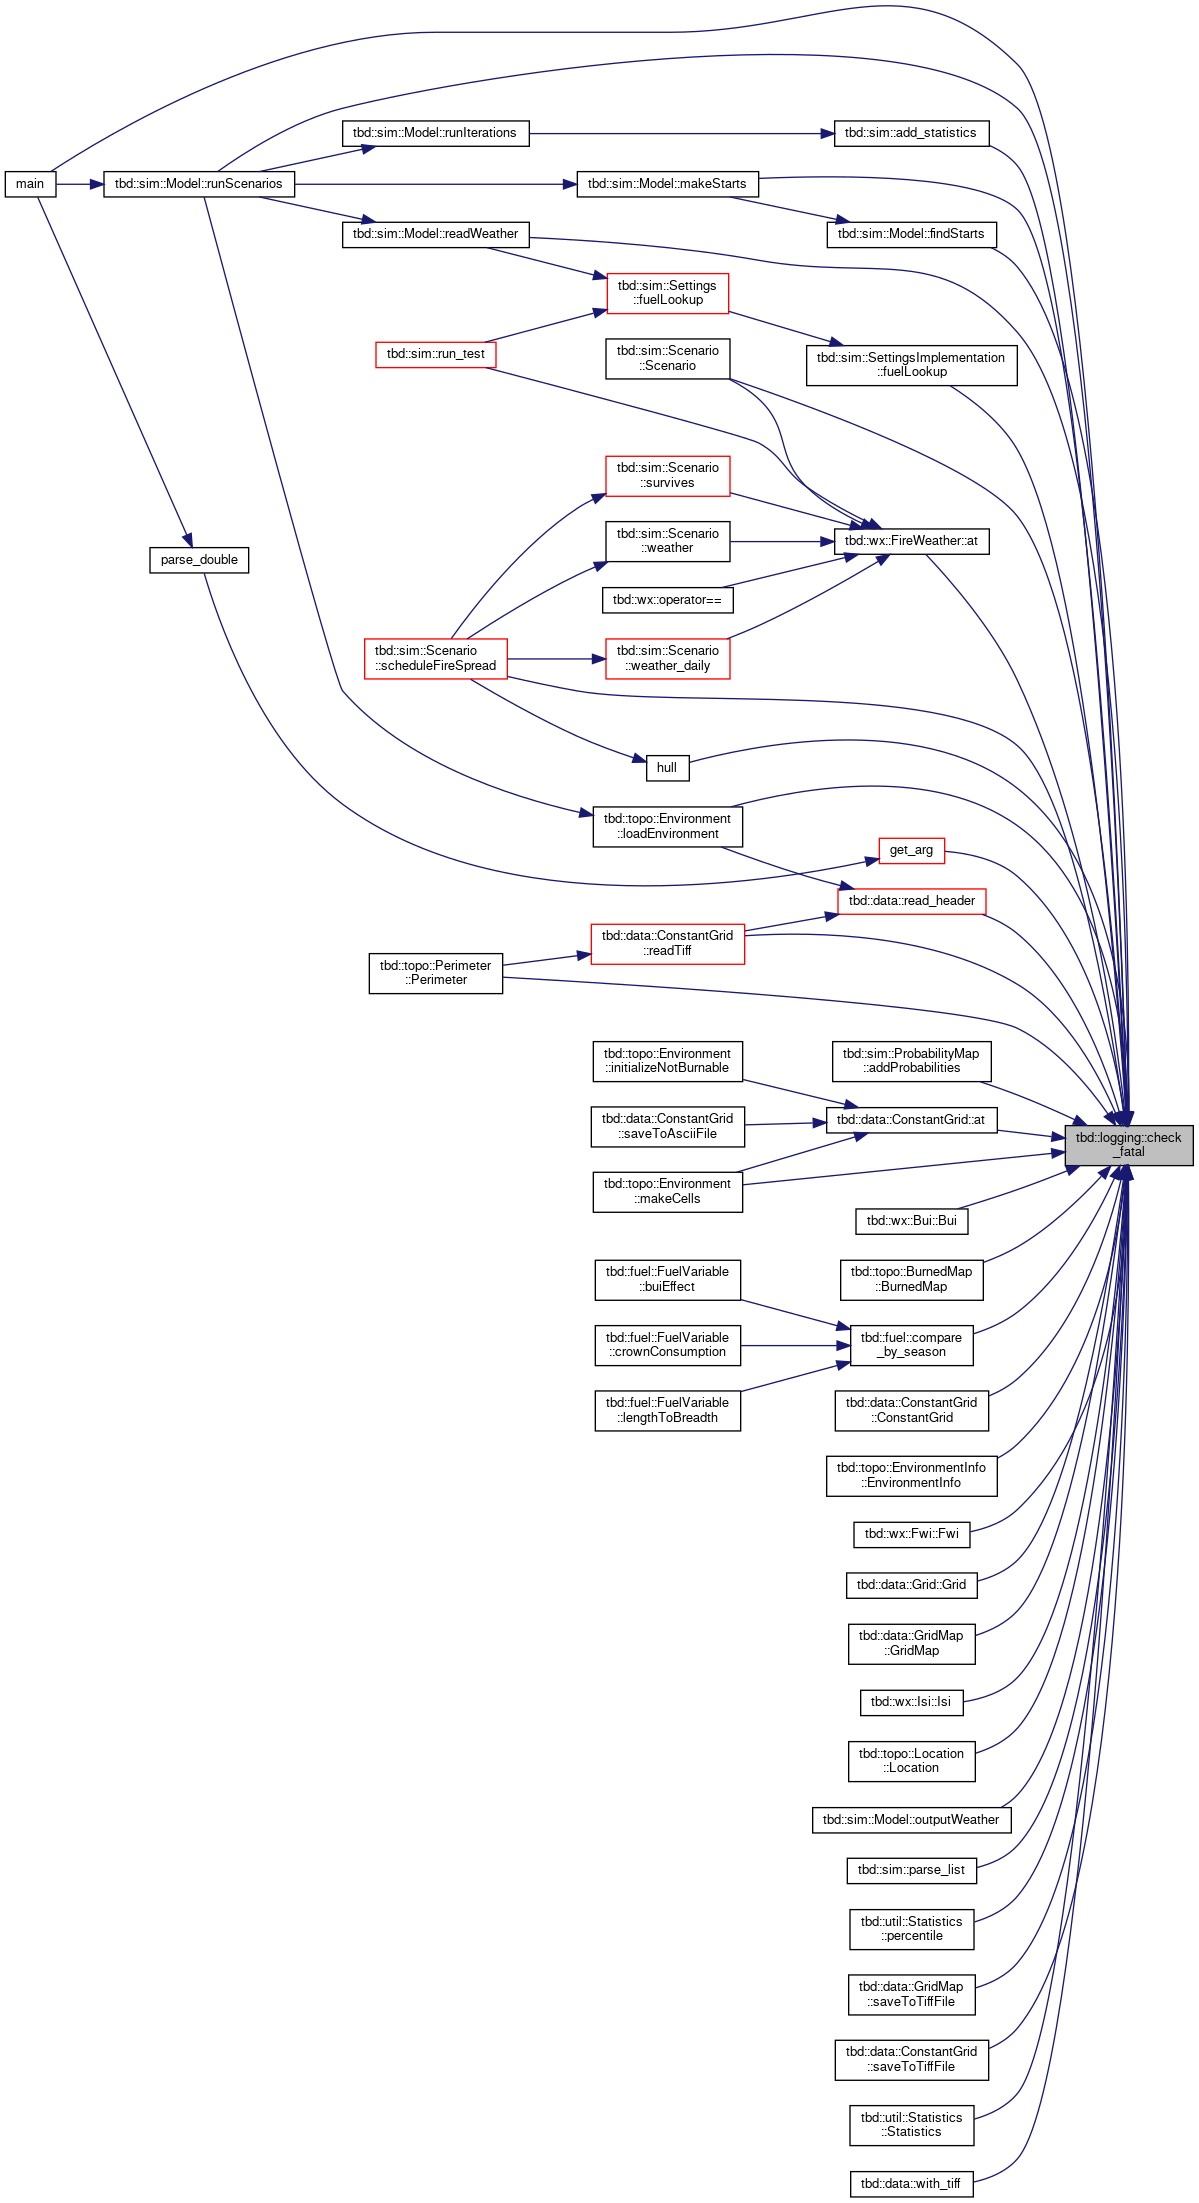 tbd::sim::Model::runIterations
tbd::sim::add_statistics
main
tbd::sim::Model::runScenarios
tbd::sim::Model::makeStarts
tbd::sim::Model::readWeather
tbd::sim::Model::findStarts
tbd::sim::Settings
::fuelLookup
tbd::sim::run_test
tbd::sim::Scenario
::Scenario
tbd::sim::SettingsImplementation
::fuelLookup
tbd::sim::Scenario
::survives
tbd::sim::Scenario
::weather
tbd::wx::FireWeather::at
parse_double
tbd::wx::operator==
tbd::sim::Scenario
::scheduleFireSpread
tbd::sim::Scenario
::weather_daily
hull
tbd::topo::Environment
::loadEnvironment
get_arg
tbd::data::read_header
tbd::data::ConstantGrid
::readTiff
tbd::topo::Perimeter
::Perimeter
tbd::topo::Environment
::initializeNotBurnable
tbd::sim::ProbabilityMap
::addProbabilities
tbd::data::ConstantGrid
::saveToAsciiFile
tbd::data::ConstantGrid::at
tbd::logging::check
_fatal
tbd::topo::Environment
::makeCells
tbd::wx::Bui::Bui
tbd::fuel::FuelVariable
::buiEffect
tbd::topo::BurnedMap
::BurnedMap
tbd::fuel::FuelVariable
::crownConsumption
tbd::fuel::compare
_by_season
tbd::fuel::FuelVariable
::lengthToBreadth
tbd::data::ConstantGrid
::ConstantGrid
tbd::topo::EnvironmentInfo
::EnvironmentInfo
tbd::wx::Fwi::Fwi
tbd::data::Grid::Grid
tbd::data::GridMap
::GridMap
tbd::wx::Isi::Isi
tbd::topo::Location
::Location
tbd::sim::Model::outputWeather
tbd::sim::parse_list
tbd::util::Statistics
::percentile
tbd::data::GridMap
::saveToTiffFile
tbd::data::ConstantGrid
::saveToTiffFile
tbd::util::Statistics
::Statistics
tbd::data::with_tiff